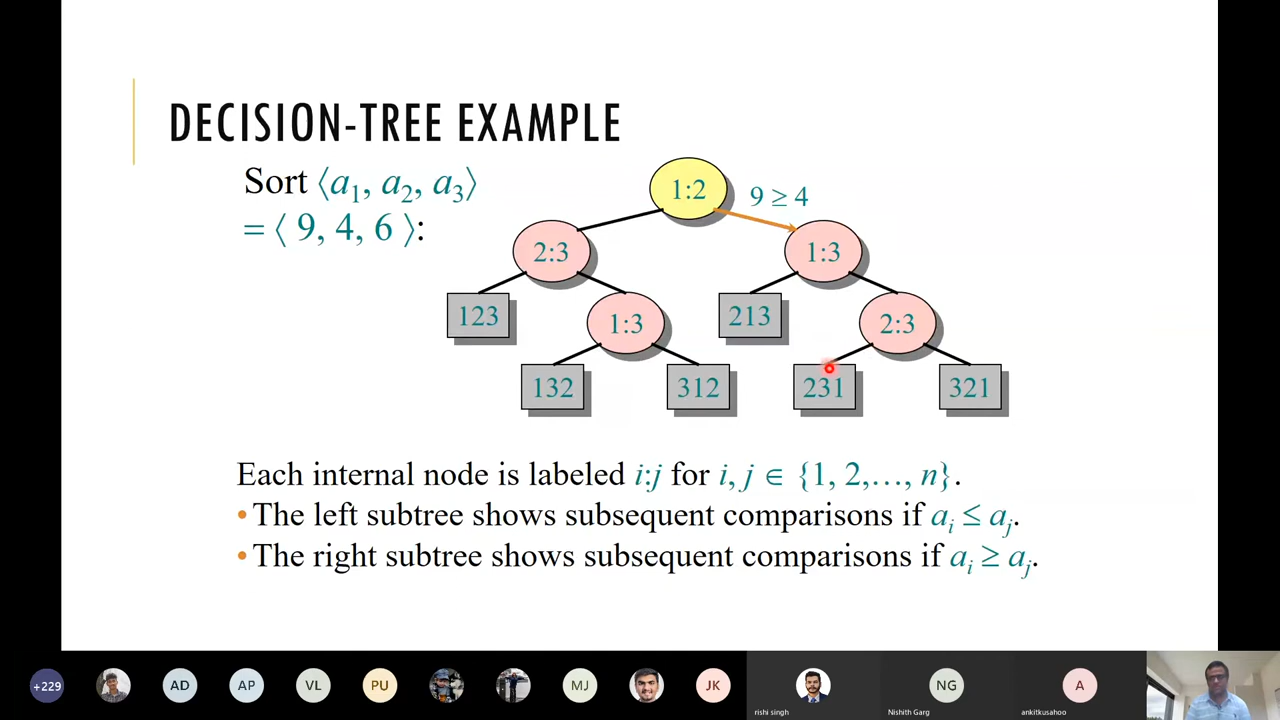 DECISION-TREE EXAMPLE
Sort ⟨a₁, a₂, a₃⟩
= ⟨ 9, 4, 6 ⟩:
1:2
9 ≥ 4
2:3
1:3
123
1:3
213
2:3
132
312
231
321
Each internal node is labeled i:j for i, j ∈ {1, 2,…, n}.
• The left subtree shows subsequent comparisons if aᵢ ≤ aⱼ.
• The right subtree shows subsequent comparisons if aᵢ ≥ aⱼ.
+229
AD
AP
VL
PU
MJ
JK
rishi singh
NG
Nishith Garg
A
ankitkusahoo